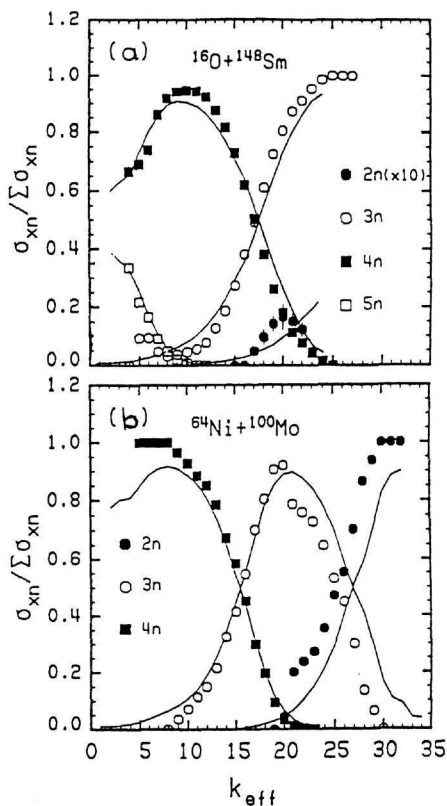 (a)
¹⁶O+¹⁴⁸Sm
1.2
1.0
0.8
0.6
0.4
0.2
0.0
σxn/Σσxn
2n(x10)
3n
4n
5n
(b)
⁶⁴Ni+¹⁰⁰Mo
1.2
1.0
0.8
0.6
0.4
0.2
0.0
σxn/Σσxn
2n
3n
4n
0 5 10 15 20 25 30 35
keff